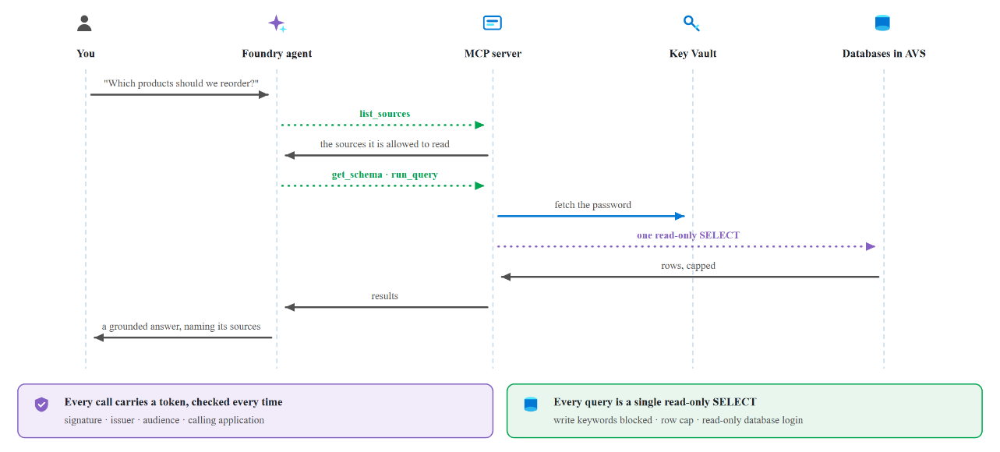 You
Foundry agent
MCP server
Key Vault
Databases in AVS
"Which products should we reorder?"
list_sources
the sources it is allowed to read
get_schema · run_query
fetch the password
one read-only SELECT
rows, capped
results
a grounded answer, naming its sources
Every call carries a token, checked every time
signature · issuer · audience · calling application
Every query is a single read-only SELECT
write keywords blocked · row cap · read-only database login